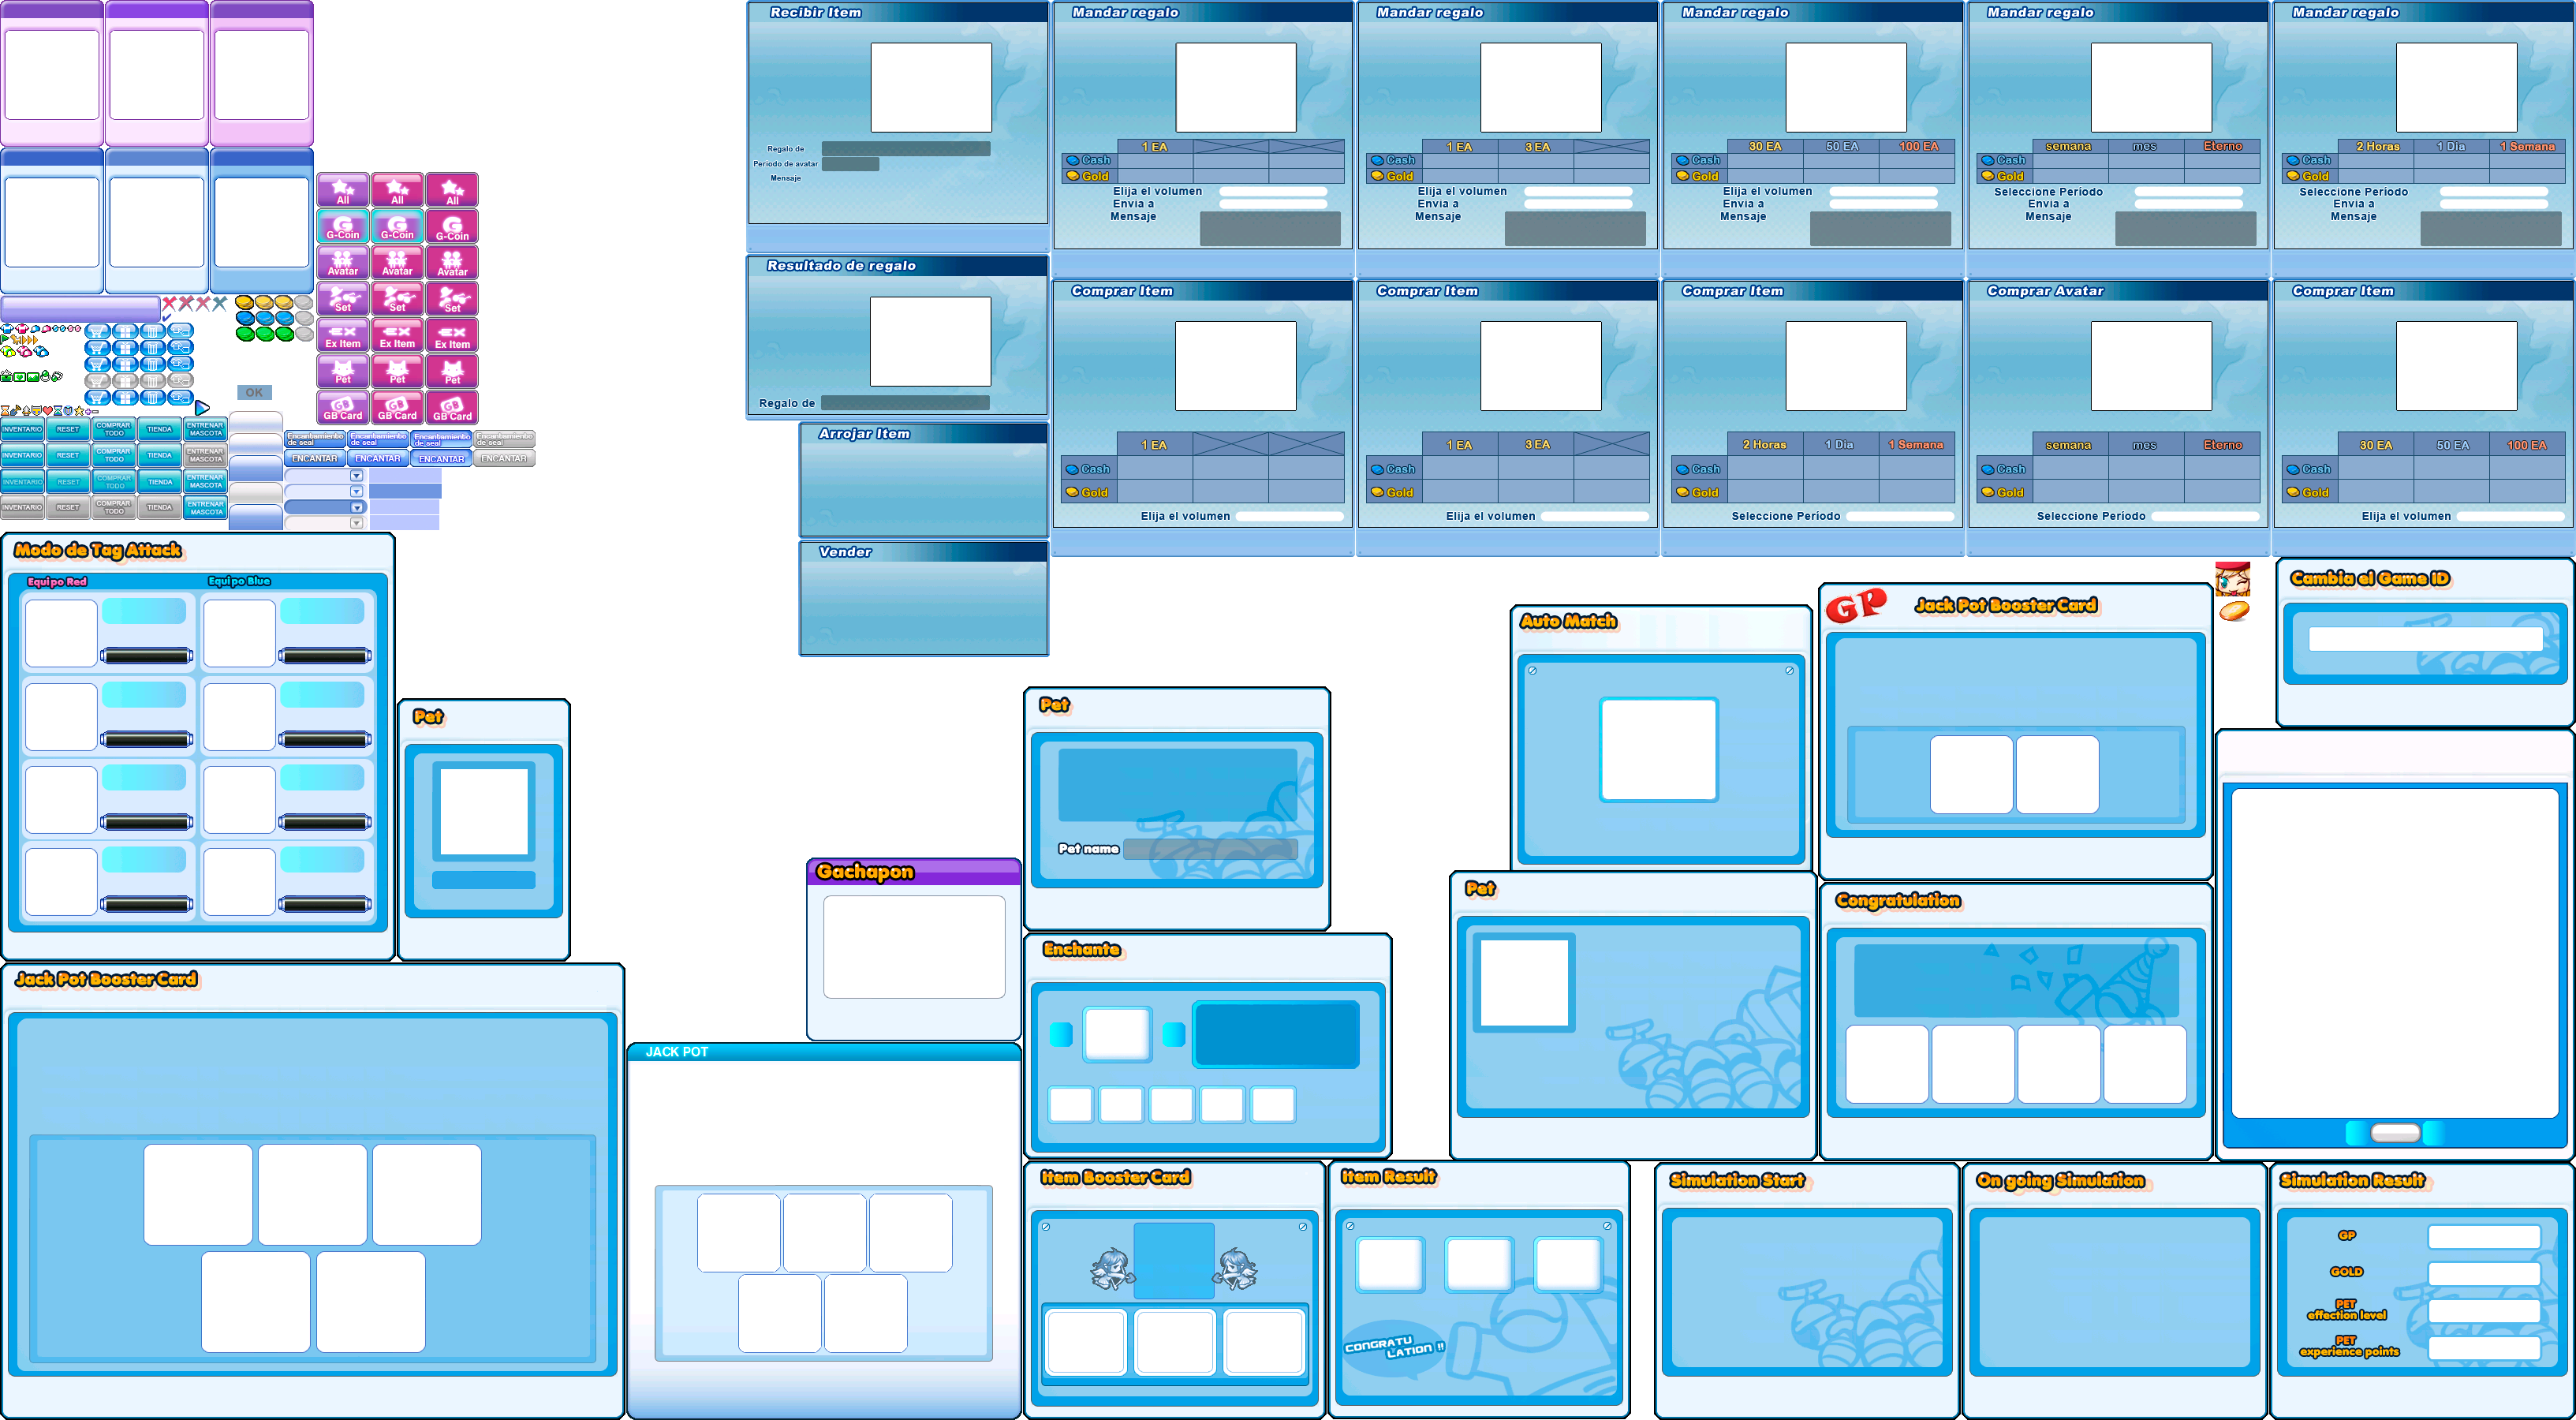 Recibir Item
Regalo de
Periodo de avatar
Mensaje
Mandar regalo
1 EA
Cash
Gold
Elija el volumen
Envia a
Mensaje
Mandar regalo
1 EA 3 EA
Cash
Gold
Elija el volumen
Envia a
Mensaje
Mandar regalo
30 EA 50 EA 100 EA
Cash
Gold
Elija el volumen
Envia a
Mensaje
Mandar regalo
semana mes Eterno
Cash
Gold
Seleccione Periodo
Envia a
Mensaje
Mandar regalo
2 Horas 1 Dia 1 Semana
Cash
Gold
Seleccione Periodo
Envia a
Mensaje
All All All
G-Coin G-Coin G-Coin
Avatar Avatar Avatar
Set Set Set
Ex Item Ex Item Ex Item
Pet Pet Pet
GB Card GB Card GB Card
OK
INVENTARIO RESET COMPRAR TODO TIENDA ENTRENAR MASCOTA
INVENTARIO RESET COMPRAR TODO TIENDA ENTRENAR MASCOTA
INVENTARIO RESET COMPRAR TODO TIENDA ENTRENAR MASCOTA
INVENTARIO RESET COMPRAR TODO TIENDA ENTRENAR MASCOTA
Encantamiento de seal Encantamiento de seal Encantamiento de seal Encantamiento de seal
ENCANTAR ENCANTAR ENCANTAR ENCANTAR
Resultado de regalo
Regalo de
Arrojar Item
Vender
Comprar Item
1 EA
Cash
Gold
Elija el volumen
Comprar Item
1 EA 3 EA
Cash
Gold
Elija el volumen
Comprar Item
2 Horas 1 Dia 1 Semana
Cash
Gold
Seleccione Periodo
Comprar Avatar
semana mes Eterno
Cash
Gold
Seleccione Periodo
Comprar Item
30 EA 50 EA 100 EA
Cash
Gold
Elija el volumen
Modo de Tag Attack
Equipo Red Equipo Blue
Pet
Pet
Pet name
Auto Match
GP Jack Pot Booster Card
Cambia el Game ID
Gachapon
Pet
Congratulation
Enchante
Jack Pot Booster Card
JACK POT
Item Booster Card
Item Result
CONGRATU
LATION !!
Simulation Start
On going Simulation
Simulation Result
GP
GOLD
PET
effection level
PET
experience points